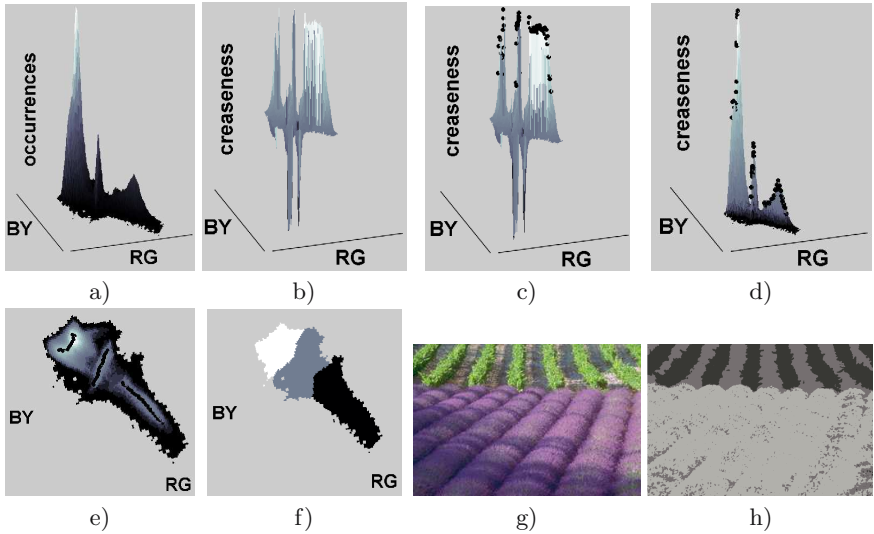 occurrences
BY
RG
creaseness
BY
RG
creaseness
BY
RG
creaseness
BY
RG
a)
b)
c)
d)
BY
RG
BY
RG
e)
f)
g)
h)